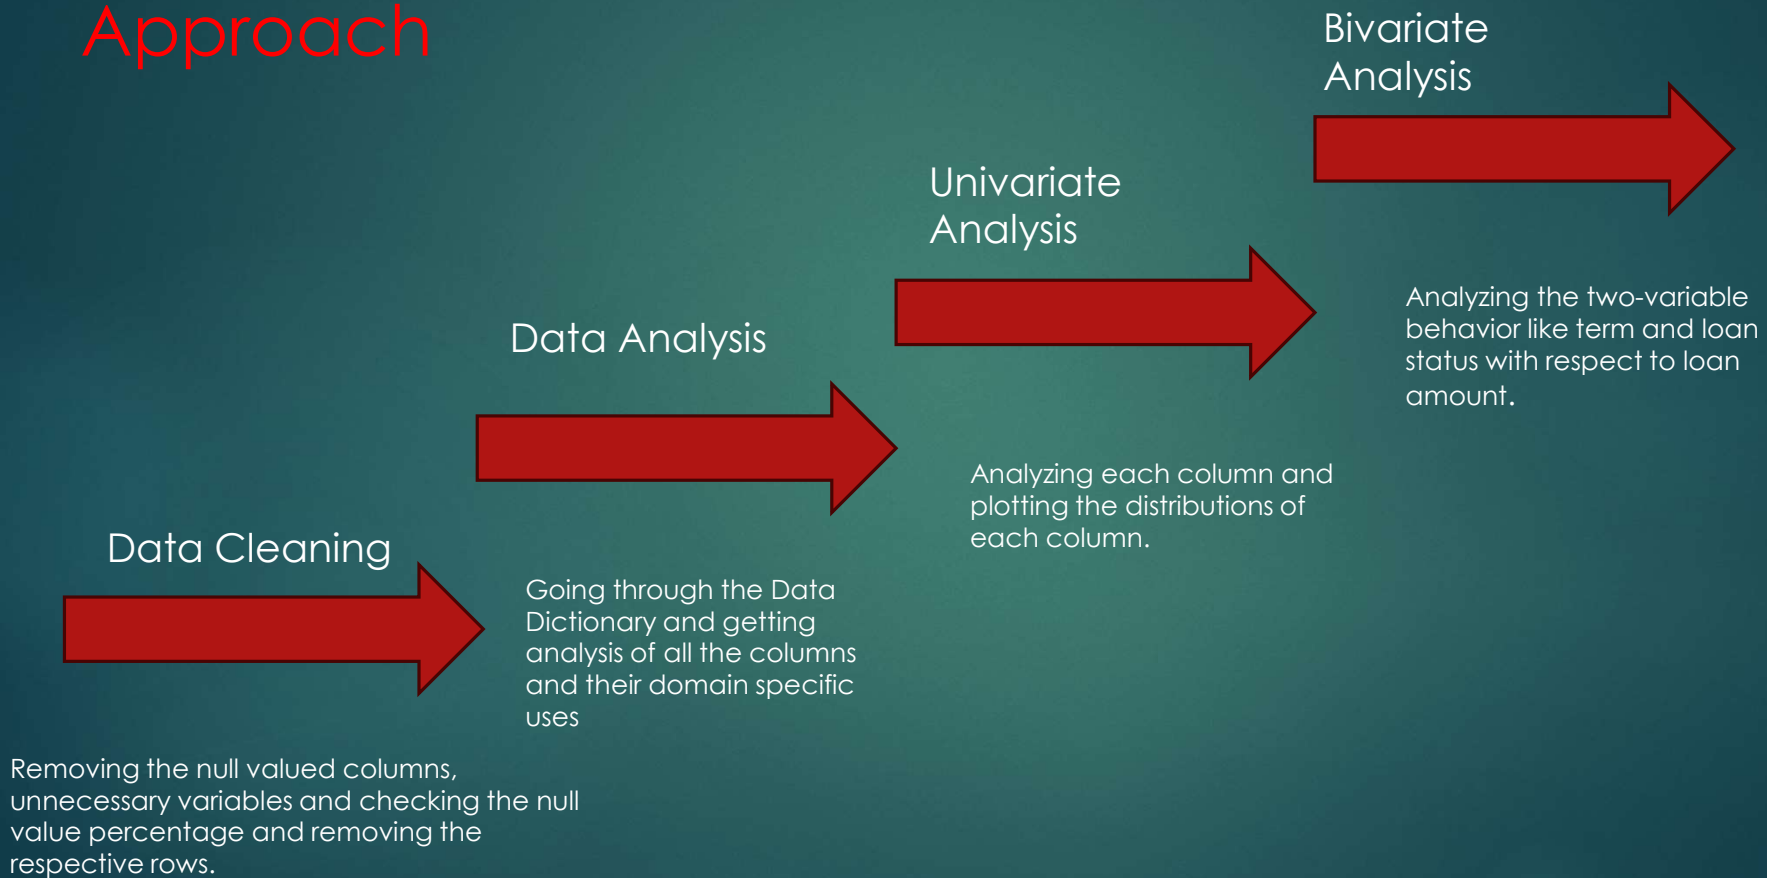 Approach
Data Cleaning
Removing the null valued columns,
unnecessary variables and checking the null
value percentage and removing the
respective rows.
Data Analysis
Going through the Data
Dictionary and getting
analysis of all the columns
and their domain specific
uses
Univariate
Analysis
Analyzing each column and
plotting the distributions of
each column.
Bivariate
Analysis
Analyzing the two-variable
behavior like term and loan
status with respect to loan
amount.